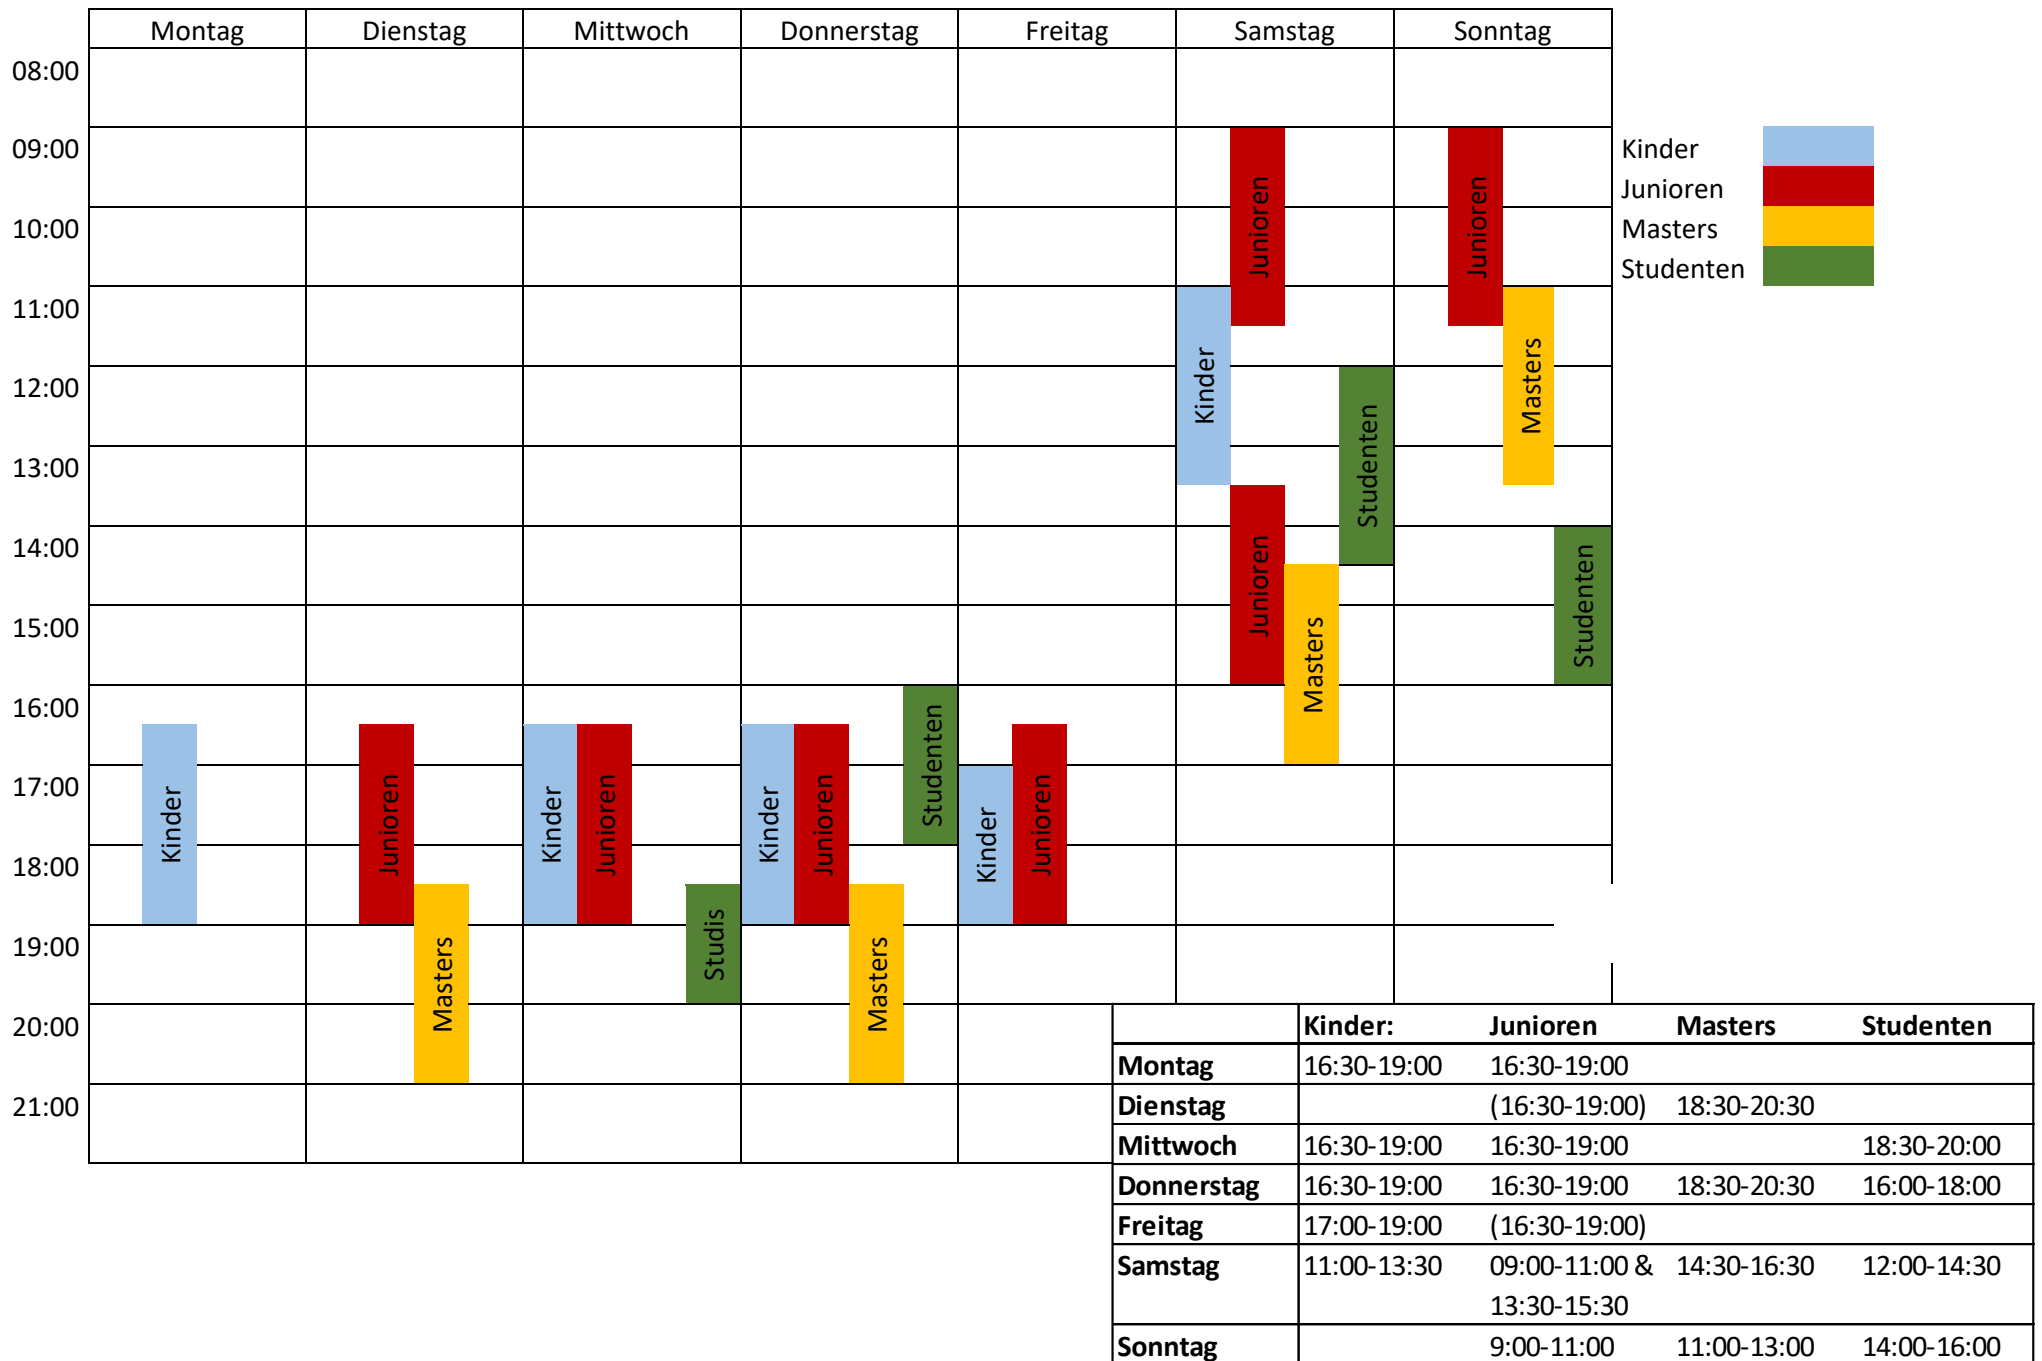 Montag Dienstag Mittwoch Donnerstag Freitag Samstag Sonntag
08:00
09:00
10:00
11:00
12:00
13:00
14:00
15:00
16:00
17:00
18:00
19:00
20:00
21:00
Kinder
Junioren
Masters
Kinder
Junioren
Studis
Kinder
Junioren
Masters
Studenten
Kinder
Junioren
Kinder
Junioren
Junioren
Masters
Studenten
Junioren
Masters
Studenten
Kinder
Junioren
Masters
Studenten
Kinder: Junioren Masters Studenten
Montag 16:30-19:00 16:30-19:00
Dienstag (16:30-19:00) 18:30-20:30
Mittwoch 16:30-19:00 16:30-19:00 18:30-20:00
Donnerstag 16:30-19:00 16:30-19:00 18:30-20:30 16:00-18:00
Freitag 17:00-19:00 (16:30-19:00)
Samstag 11:00-13:30 09:00-11:00 & 14:30-16:30 12:00-14:30
13:30-15:30
Sonntag 9:00-11:00 11:00-13:00 14:00-16:00